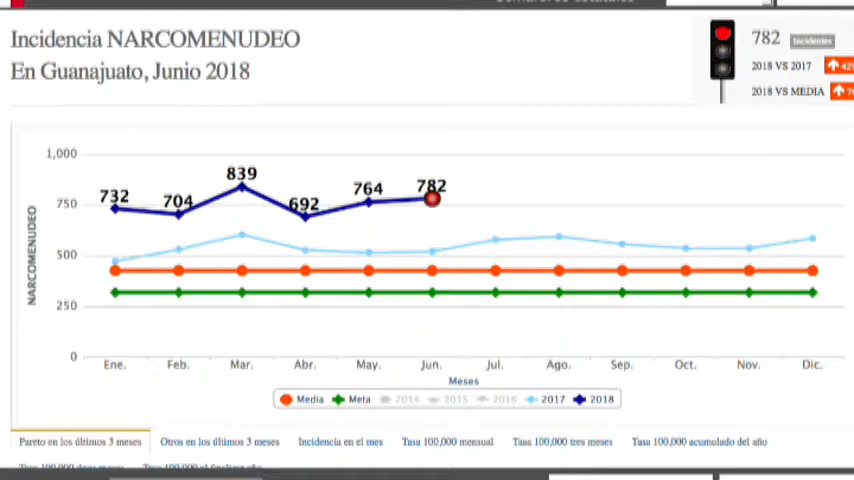 Incidencia NARCOMENUDEO
En Guanajuato, Junio 2018
782 Incidentes
2018 VS 2017
2018 VS MEDIA
1,000
750
500
250
0
NARCOMENUDEO
732 704 839 692 764 782
Ene. Feb. Mar. Abr. May. Jun. Jul. Ago. Sep. Oct. Nov. Dic.
Meses
Media Meta 2014 2015 2016 2017 2018
Pareto en los últimos 3 meses Otros en los últimos 3 meses Incidencia en el mes Tasa 100,000 mensual Tasa 100,000 tres meses Tasa 100,000 acumulado del año